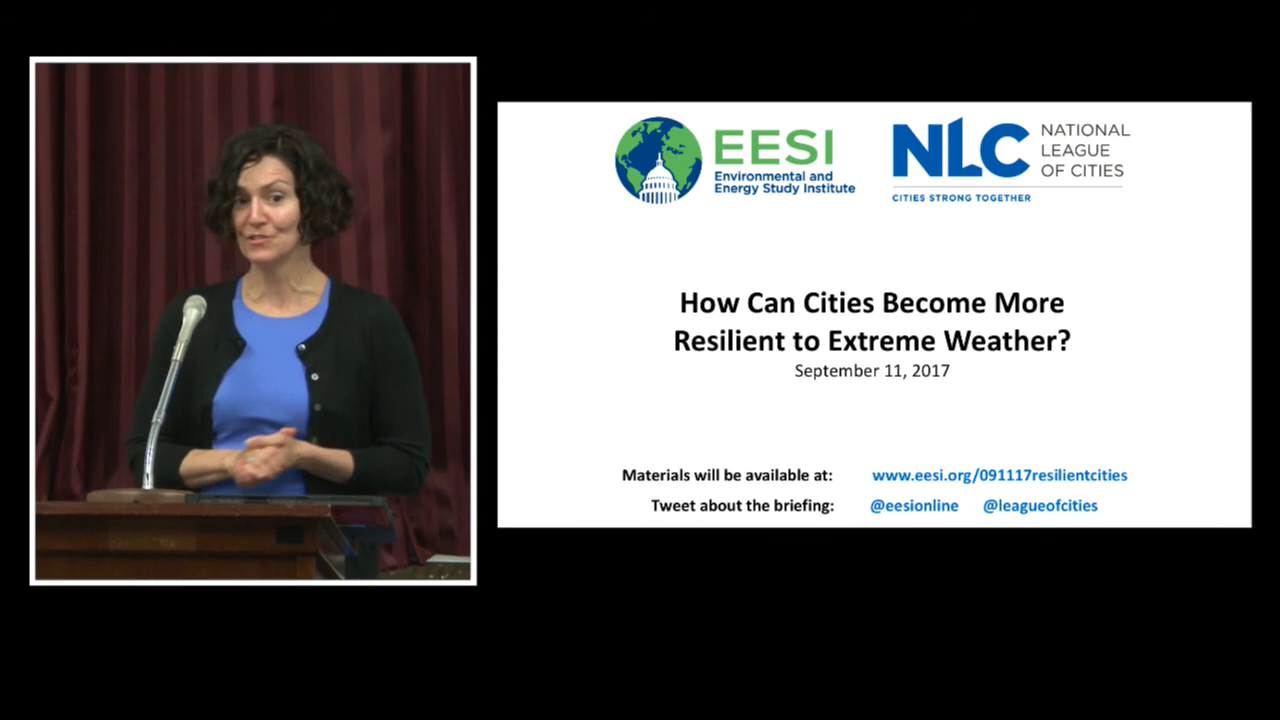 EESI
Environmental and
Energy Study Institute
NLC
NATIONAL
LEAGUE
OF CITIES
CITIES STRONG TOGETHER
How Can Cities Become More
Resilient to Extreme Weather?
September 11, 2017
Materials will be available at: www.eesi.org/091117resilientcities
Tweet about the briefing: @eesionline @leagueofcities